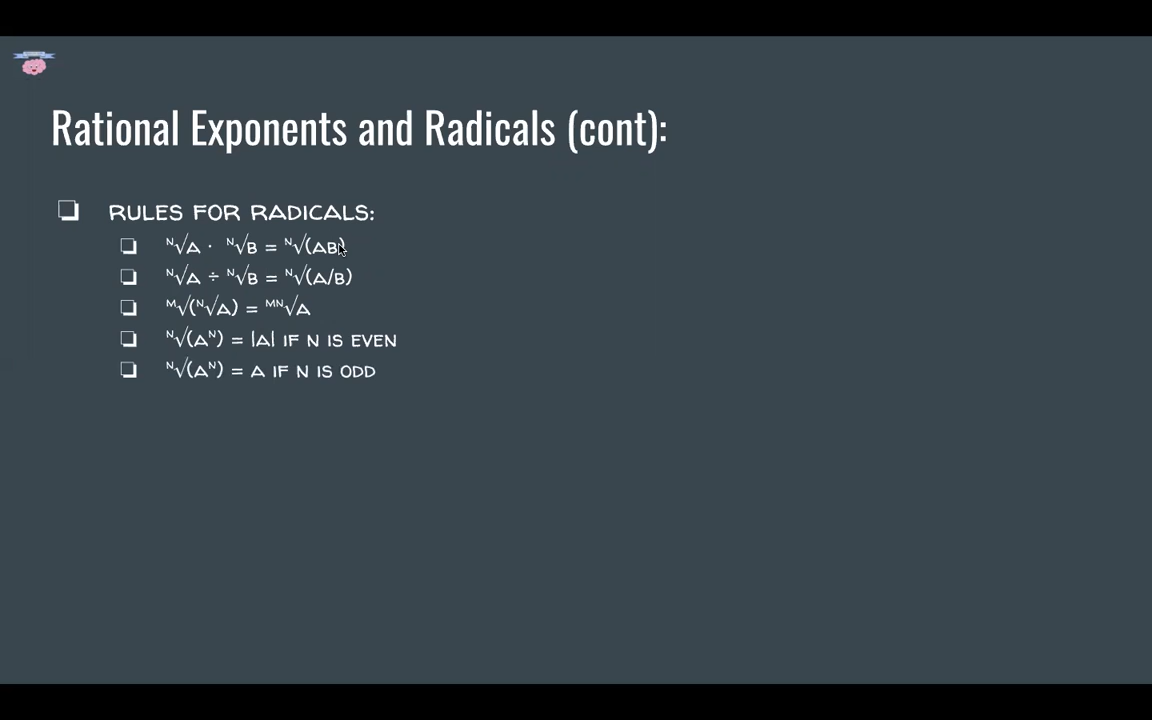 Rational Exponents and Radicals (cont):
❏ RULES FOR RADICALS:
❏ ᴺ√A · ᴺ√B = ᴺ√(AB)
❏ ᴺ√A ÷ ᴺ√B = ᴺ√(A/B)
❏ ᴹ√(ᴺ√A) = ᴹᴺ√A
❏ ᴺ√(Aᴺ) = |A| IF N IS EVEN
❏ ᴺ√(Aᴺ) = A IF N IS ODD